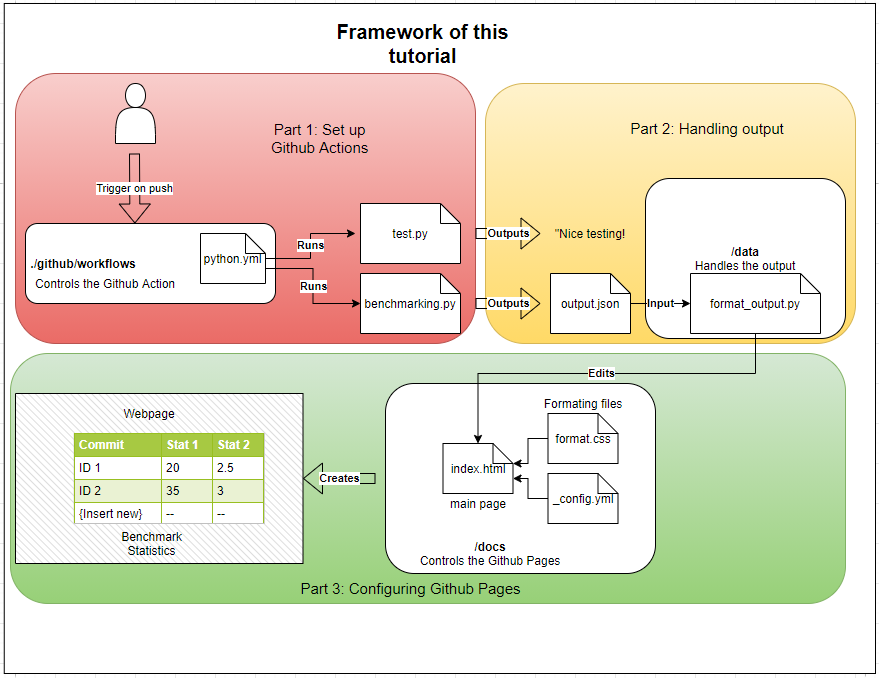 Framework of this
tutorial
Part 1: Set up
Github Actions
Trigger on push
./github/workflows
Controls the Github Action
python.yml
Runs
Runs
test.py
benchmarking.py
Part 2: Handling output
Outputs
"Nice testing!
Outputs
output.json
Input
/data
Handles the output
format_output.py
Edits
Webpage
Commit Stat 1 Stat 2
ID 1 20 2.5
ID 2 35 3
{Insert new} -- --
Benchmark
Statistics
Creates
Formating files
format.css
index.html
_config.yml
main page
/docs
Controls the Github Pages
Part 3: Configuring Github Pages